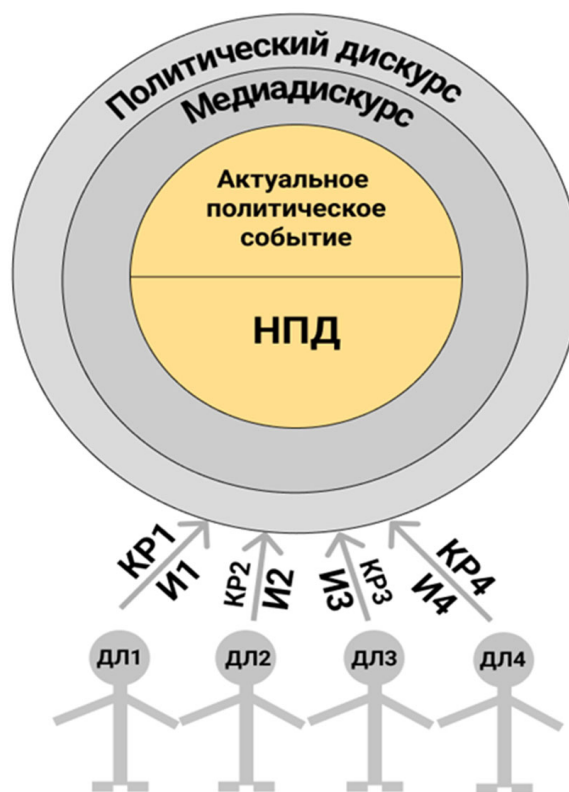 Политический дискурс
Медиадискурс
Актуальное
политическое
событие
НПД
КР1
И1
КР2
И2
И3
КР3
КР4
И4
ДЛ1
ДЛ2
ДЛ3
ДЛ4